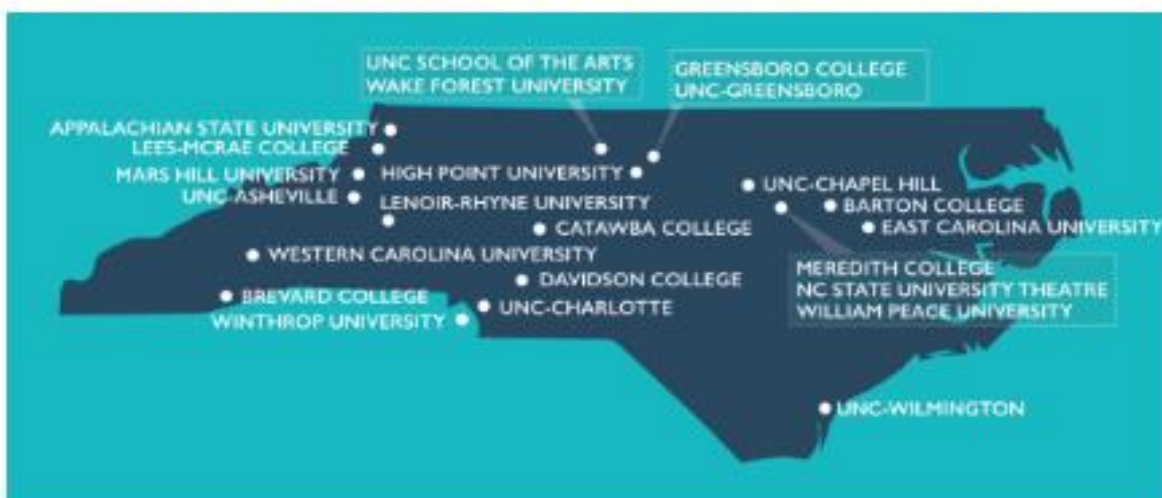 UNC SCHOOL OF THE ARTS
WAKE FOREST UNIVERSITY
GREENSBORO COLLEGE
UNC-GREENSBORO
APPALACHIAN STATE UNIVERSITY
LEES-MCRAE COLLEGE
MARS HILL UNIVERSITY
HIGH POINT UNIVERSITY
UNC-ASHEVILLE
UNC-CHAPEL HILL
LENOIR-RHYNE UNIVERSITY
BARTON COLLEGE
CATAWBA COLLEGE
EAST CAROLINA UNIVERSITY
WESTERN CAROLINA UNIVERSITY
MEREDITH COLLEGE
NC STATE UNIVERSITY THEATRE
WILLIAM PEACE UNIVERSITY
DAVIDSON COLLEGE
BREVARD COLLEGE
UNC-CHARLOTTE
WINTHROP UNIVERSITY
UNC-WILMINGTON